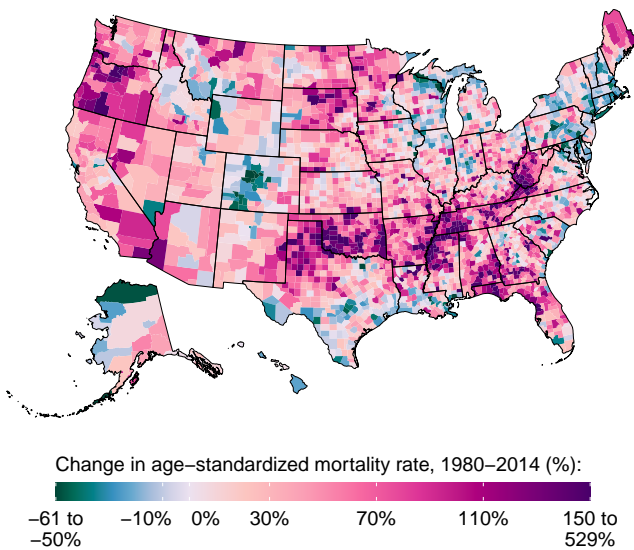 Change in age−standardized mortality rate, 1980−2014 (%):
−61 to −10% 0% 30% 70% 110% 150 to
−50% 529%